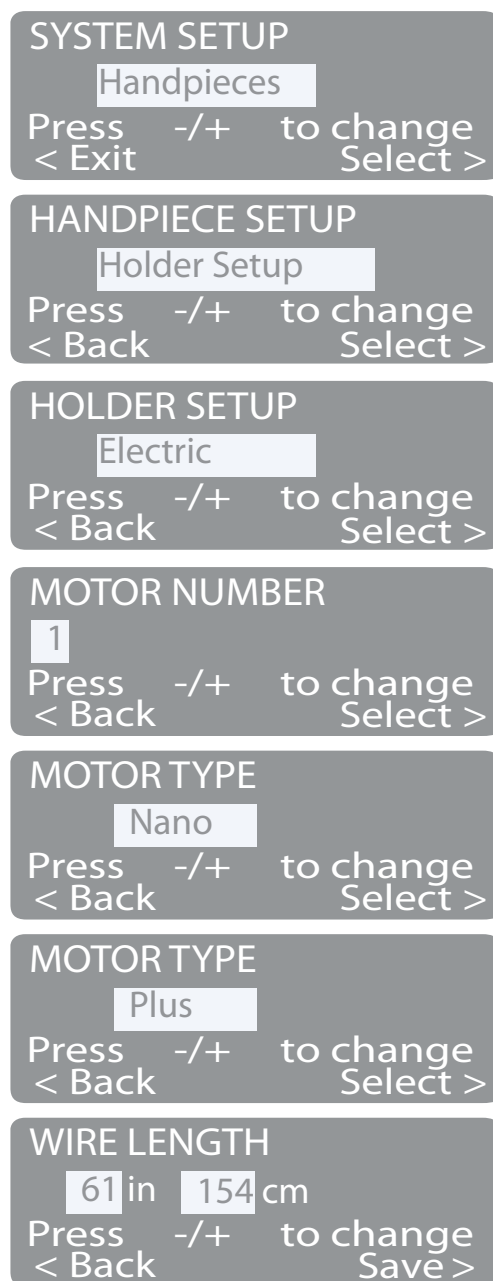 SYSTEM SETUP
Handpieces
Press -/+ to change
< Exit Select >
HANDPIECE SETUP
Holder Setup
Press -/+ to change
< Back Select >
HOLDER SETUP
Electric
Press -/+ to change
< Back Select >
MOTOR NUMBER
1
Press -/+ to change
< Back Select >
MOTOR TYPE
Nano
Press -/+ to change
< Back Select >
MOTOR TYPE
Plus
Press -/+ to change
< Back Select >
WIRE LENGTH
61 in 154 cm
Press -/+ to change
< Back Save >